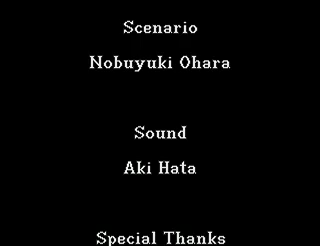 Scenario
Nobuyuki Ohara
Sound
Aki Hata
Special Thanks